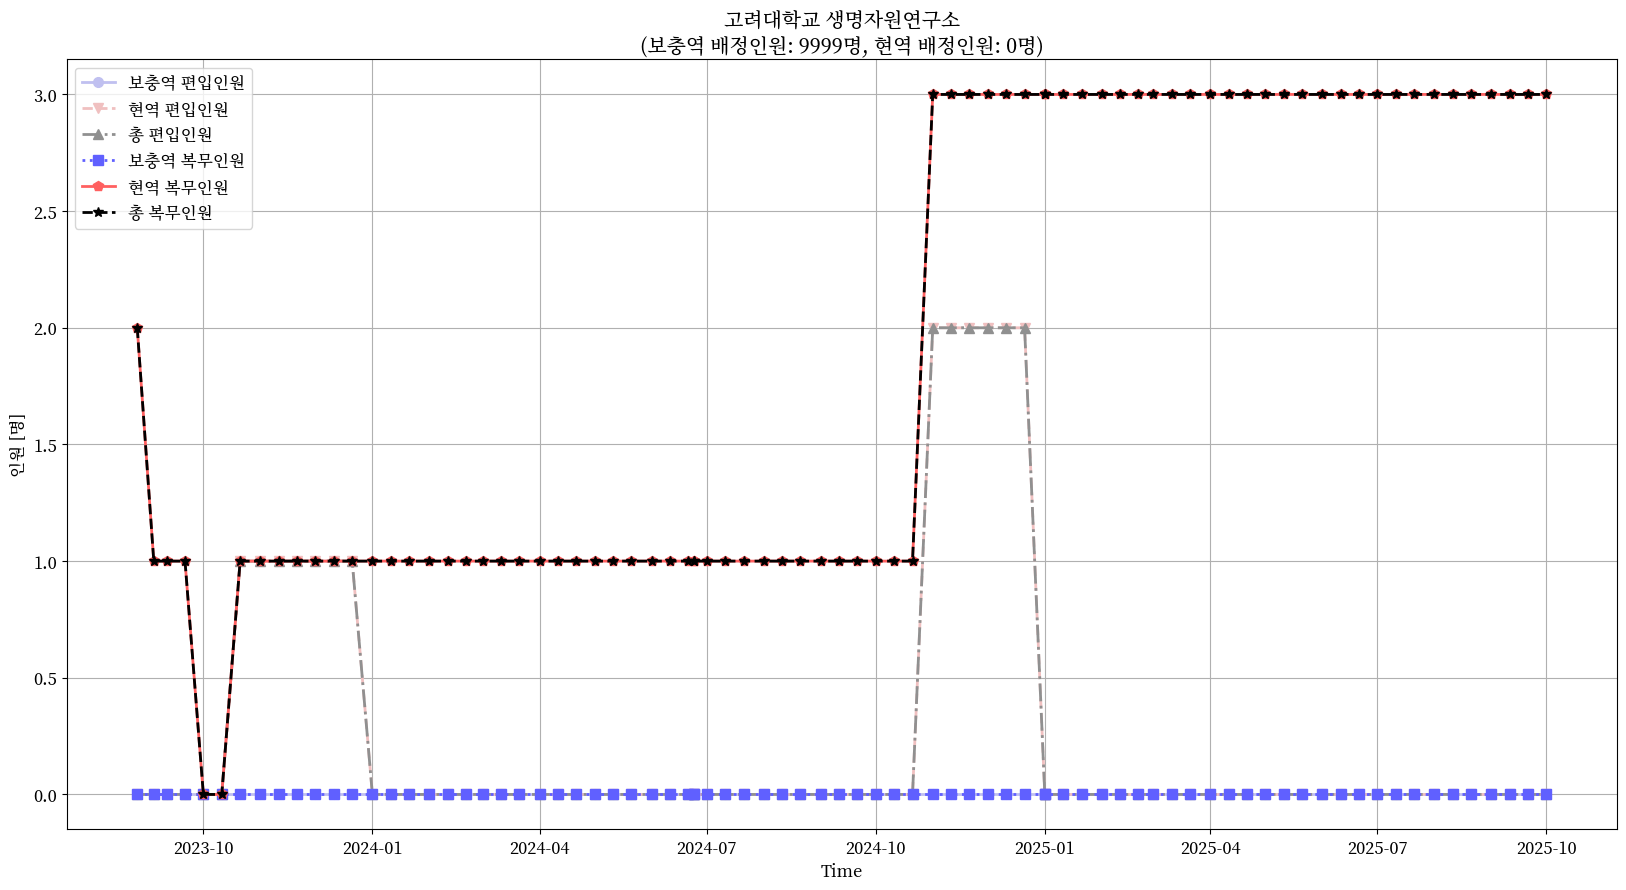 고려대학교 생명자원연구소
(보충역 배정인원: 9999명, 현역 배정인원: 0명)
보충역 편입인원
현역 편입인원
총 편입인원
보충역 복무인원
현역 복무인원
총 복무인원
3.0
2.5
2.0
1.5
1.0
0.5
0.0
인원 [명]
2023-10
2024-01
2024-04
2024-07
2024-10
2025-01
2025-04
2025-07
2025-10
Time